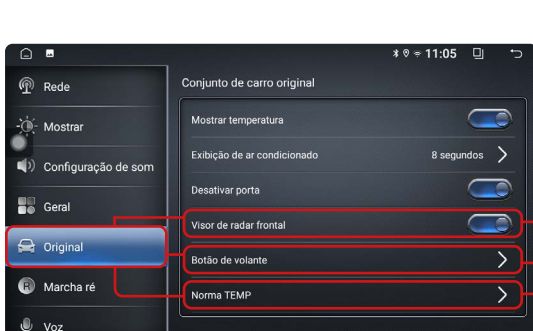 11:05
Rede
Mostrar
Configuração de som
Geral
Original
Marcha ré
Voz
Conjunto de carro original
Mostrar temperatura
Exibição de ar condicionado 8 segundos
Desativar porta
Visor de radar frontal
Botão de volante
Norma TEMP